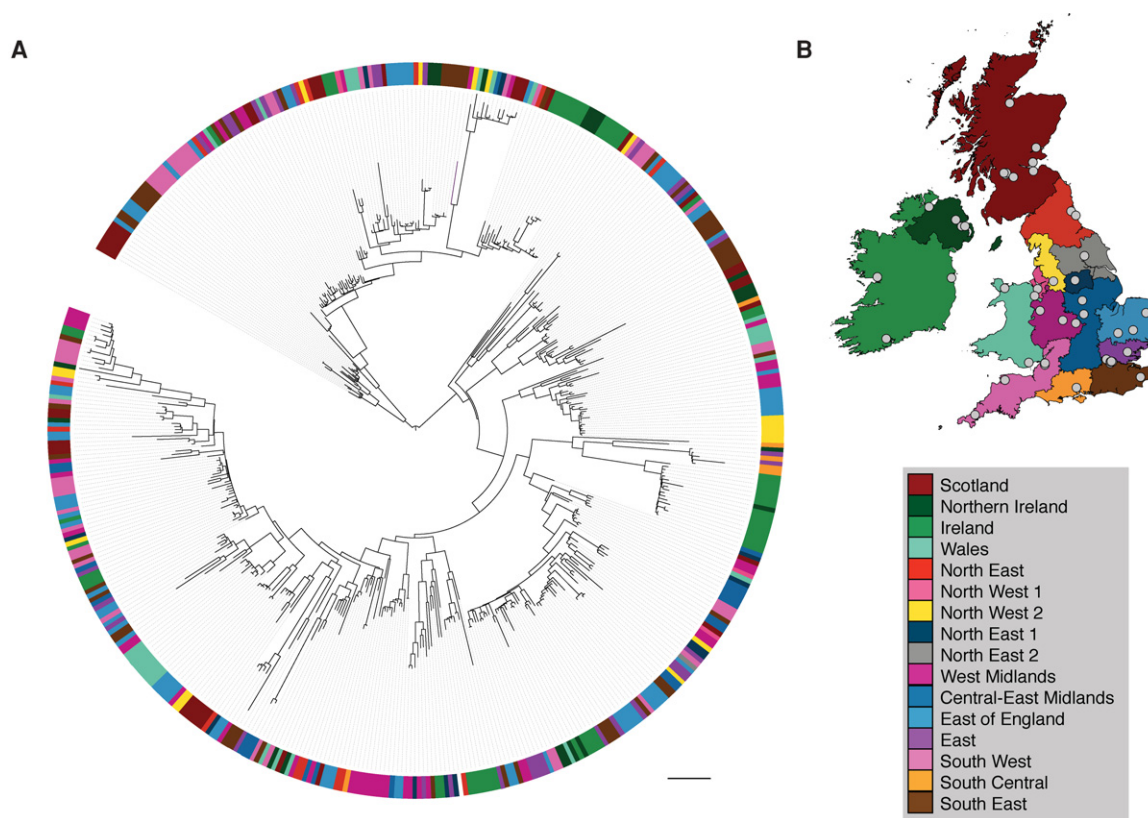 A
B
Scotland
Northern Ireland
Ireland
Wales
North East
North West 1
North West 2
North East 1
North East 2
West Midlands
Central-East Midlands
East of England
East
South West
South Central
South East